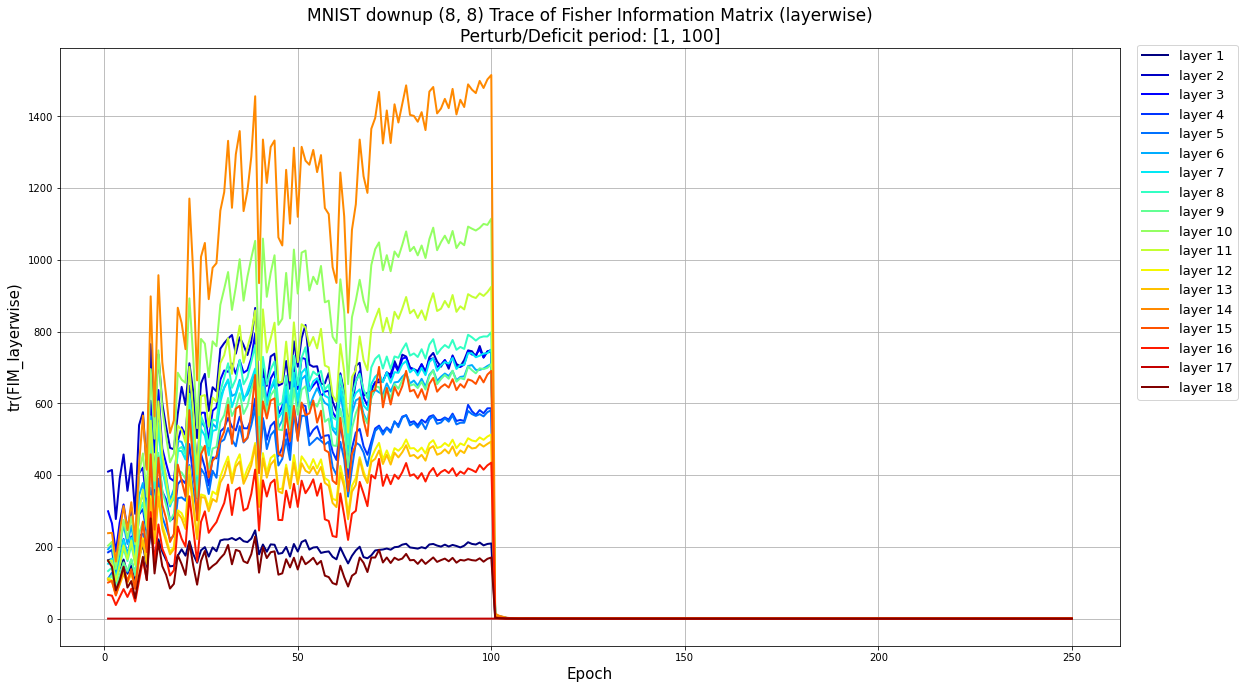 MNIST downup (8, 8) Trace of Fisher Information Matrix (layerwise)
Perturb/Deficit period: [1, 100]
tr(FIM_layerwise)
1400
1200
1000
800
600
400
200
0
0
50
100
150
200
250
Epoch
layer 1
layer 2
layer 3
layer 4
layer 5
layer 6
layer 7
layer 8
layer 9
layer 10
layer 11
layer 12
layer 13
layer 14
layer 15
layer 16
layer 17
layer 18